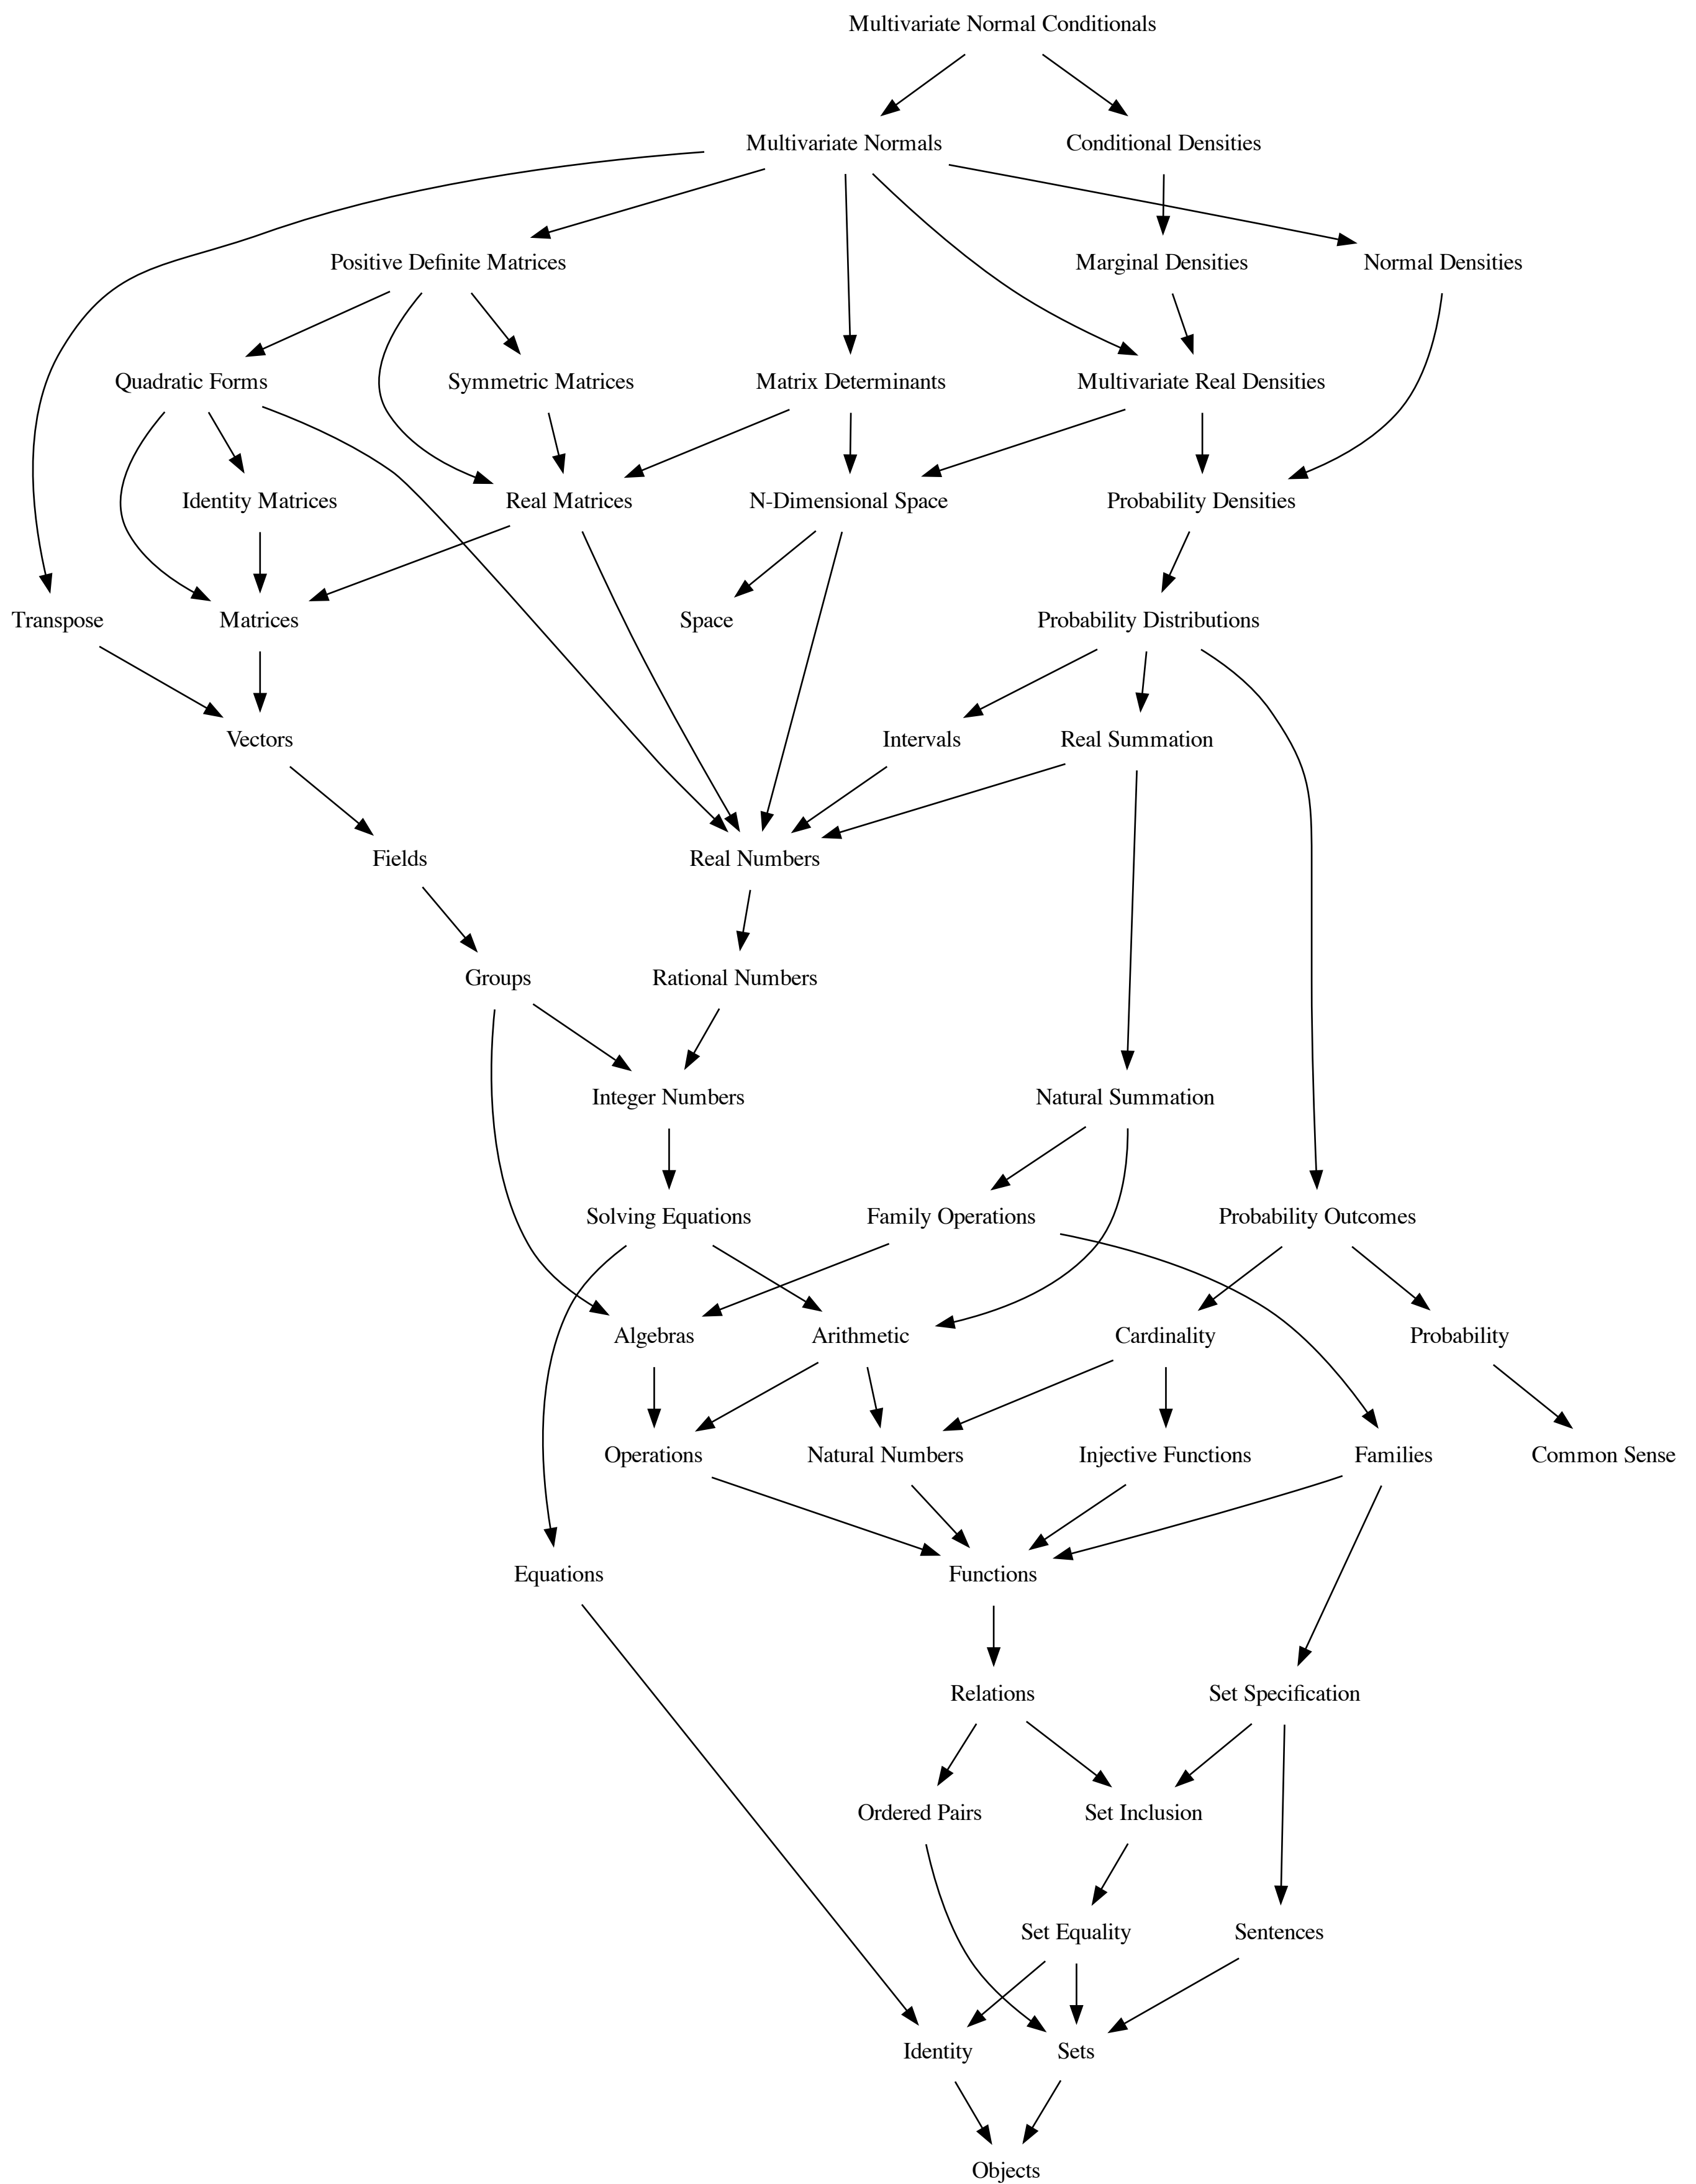 Multivariate Normal Conditionals
Multivariate Normals
Conditional Densities
Positive Definite Matrices
Marginal Densities
Normal Densities
Quadratic Forms
Symmetric Matrices
Matrix Determinants
Multivariate Real Densities
Identity Matrices
Real Matrices
N-Dimensional Space
Probability Densities
Transpose
Matrices
Space
Probability Distributions
Vectors
Intervals
Real Summation
Fields
Real Numbers
Groups
Rational Numbers
Integer Numbers
Natural Summation
Solving Equations
Family Operations
Probability Outcomes
Algebras
Arithmetic
Cardinality
Probability
Operations
Natural Numbers
Injective Functions
Families
Common Sense
Equations
Functions
Relations
Set Specification
Ordered Pairs
Set Inclusion
Set Equality
Sentences
Identity
Sets
Objects